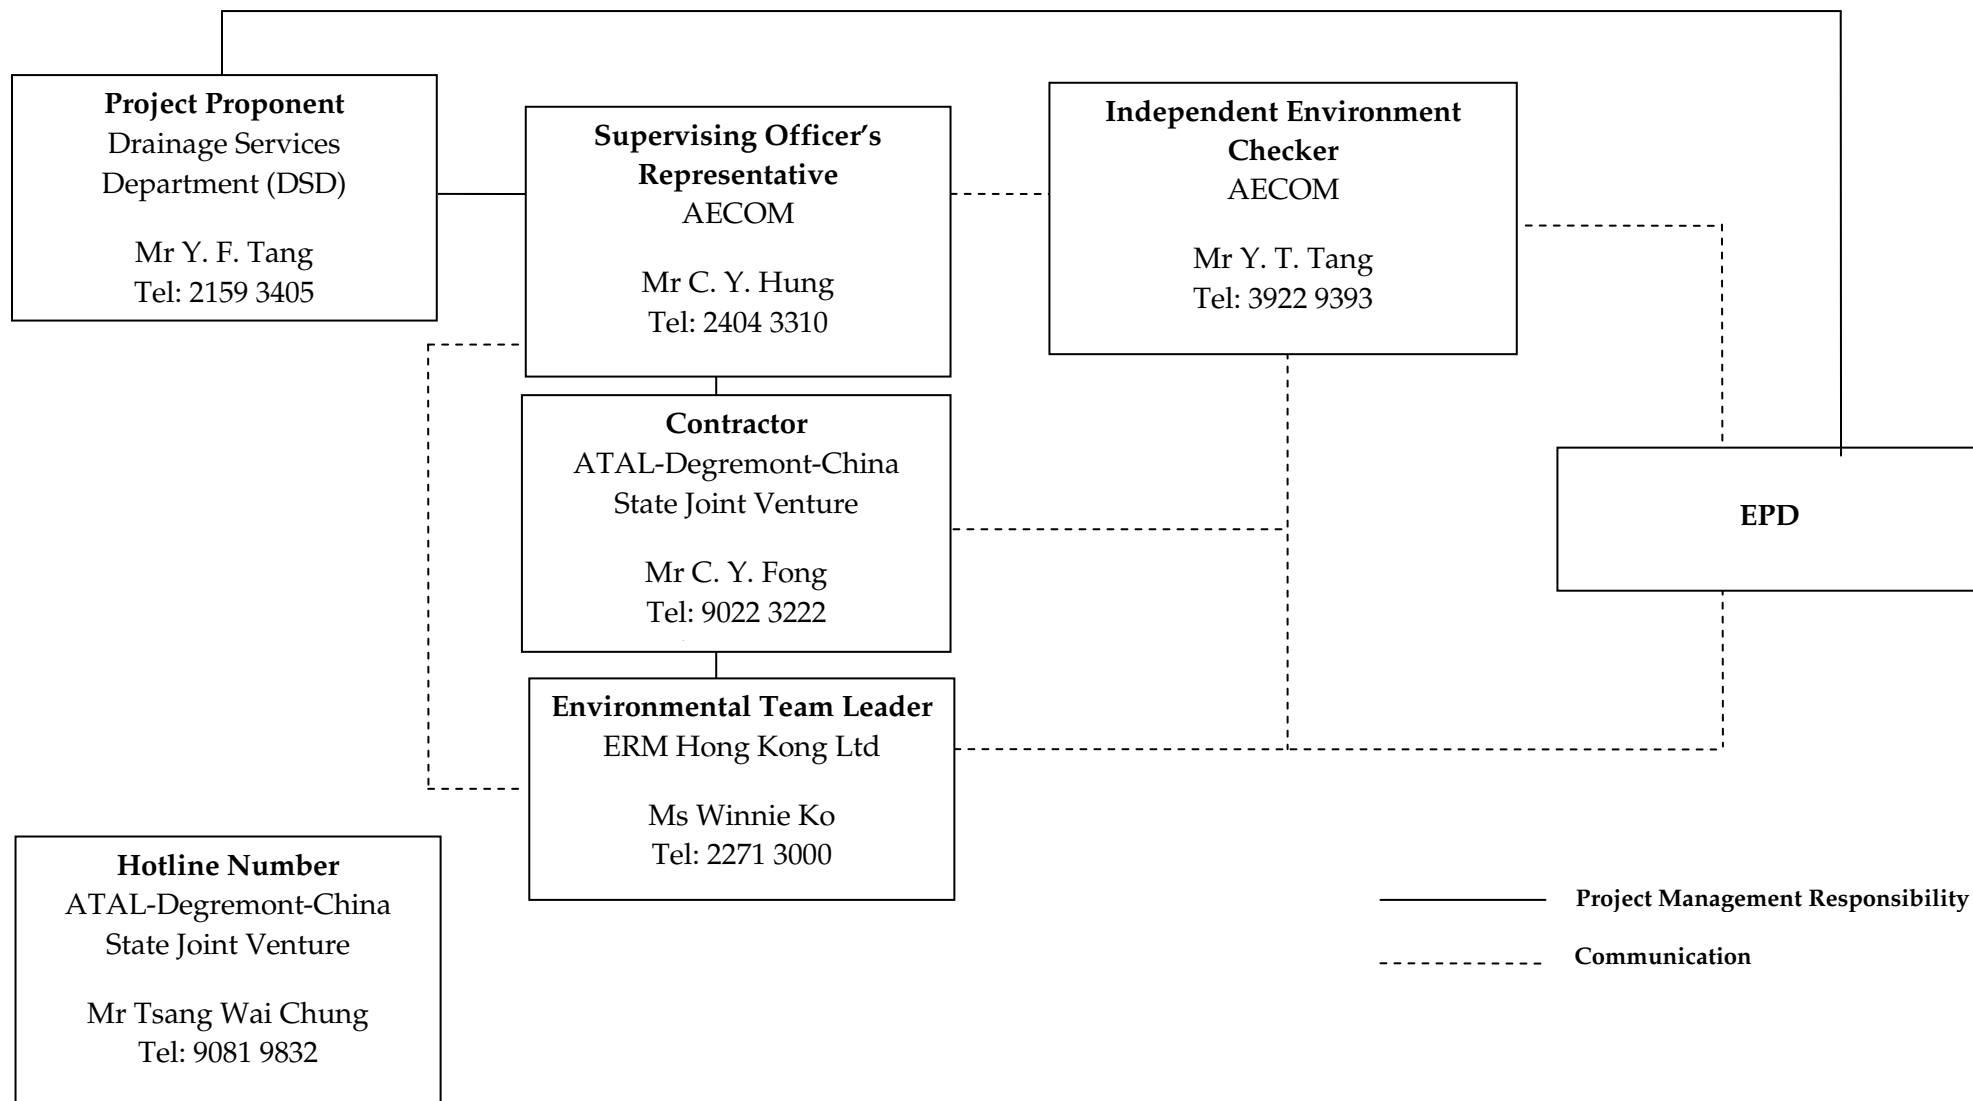 Project Proponent
Drainage Services
Department (DSD)
Mr Y. F. Tang
Tel: 2159 3405
Supervising Officer’s
Representative
AECOM
Mr C. Y. Hung
Tel: 2404 3310
Independent Environment
Checker
AECOM
Mr Y. T. Tang
Tel: 3922 9393
Contractor
ATAL-Degremont-China
State Joint Venture
Mr C. Y. Fong
Tel: 9022 3222
EPD
Environmental Team Leader
ERM Hong Kong Ltd
Ms Winnie Ko
Tel: 2271 3000
Hotline Number
ATAL-Degremont-China
State Joint Venture
Mr Tsang Wai Chung
Tel: 9081 9832
Project Management Responsibility
Communication